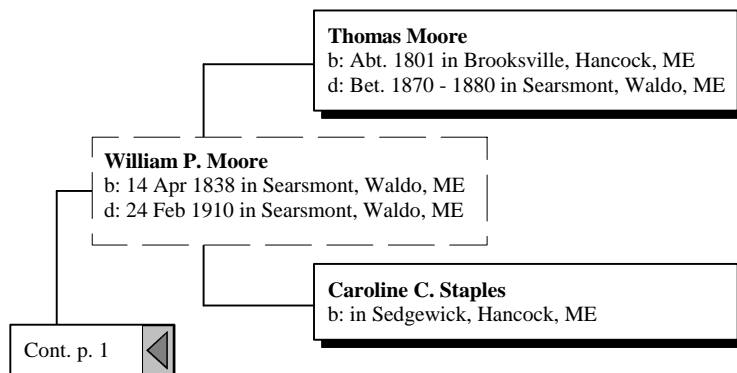 Thomas Moore
b: Abt. 1801 in Brooksville, Hancock, ME
d: Bet. 1870 - 1880 in Searsmont, Waldo, ME
William P. Moore
b: 14 Apr 1838 in Searsmont, Waldo, ME
d: 24 Feb 1910 in Searsmont, Waldo, ME
Caroline C. Staples
b: in Sedgewick, Hancock, ME
Cont. p. 1